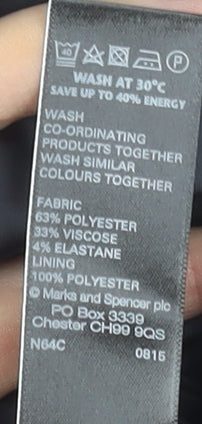 40 P
WASH AT 30°C
SAVE UP TO 40% ENERGY
WASH
CO-ORDINATING
PRODUCTS TOGETHER
WASH SIMILAR
COLOURS TOGETHER
FABRIC
63% POLYESTER
33% VISCOSE
4% ELASTANE
LINING
100% POLYESTER
© Marks and Spencer plc
PO Box 3339
Chester CH99 9QS
N64C 0815